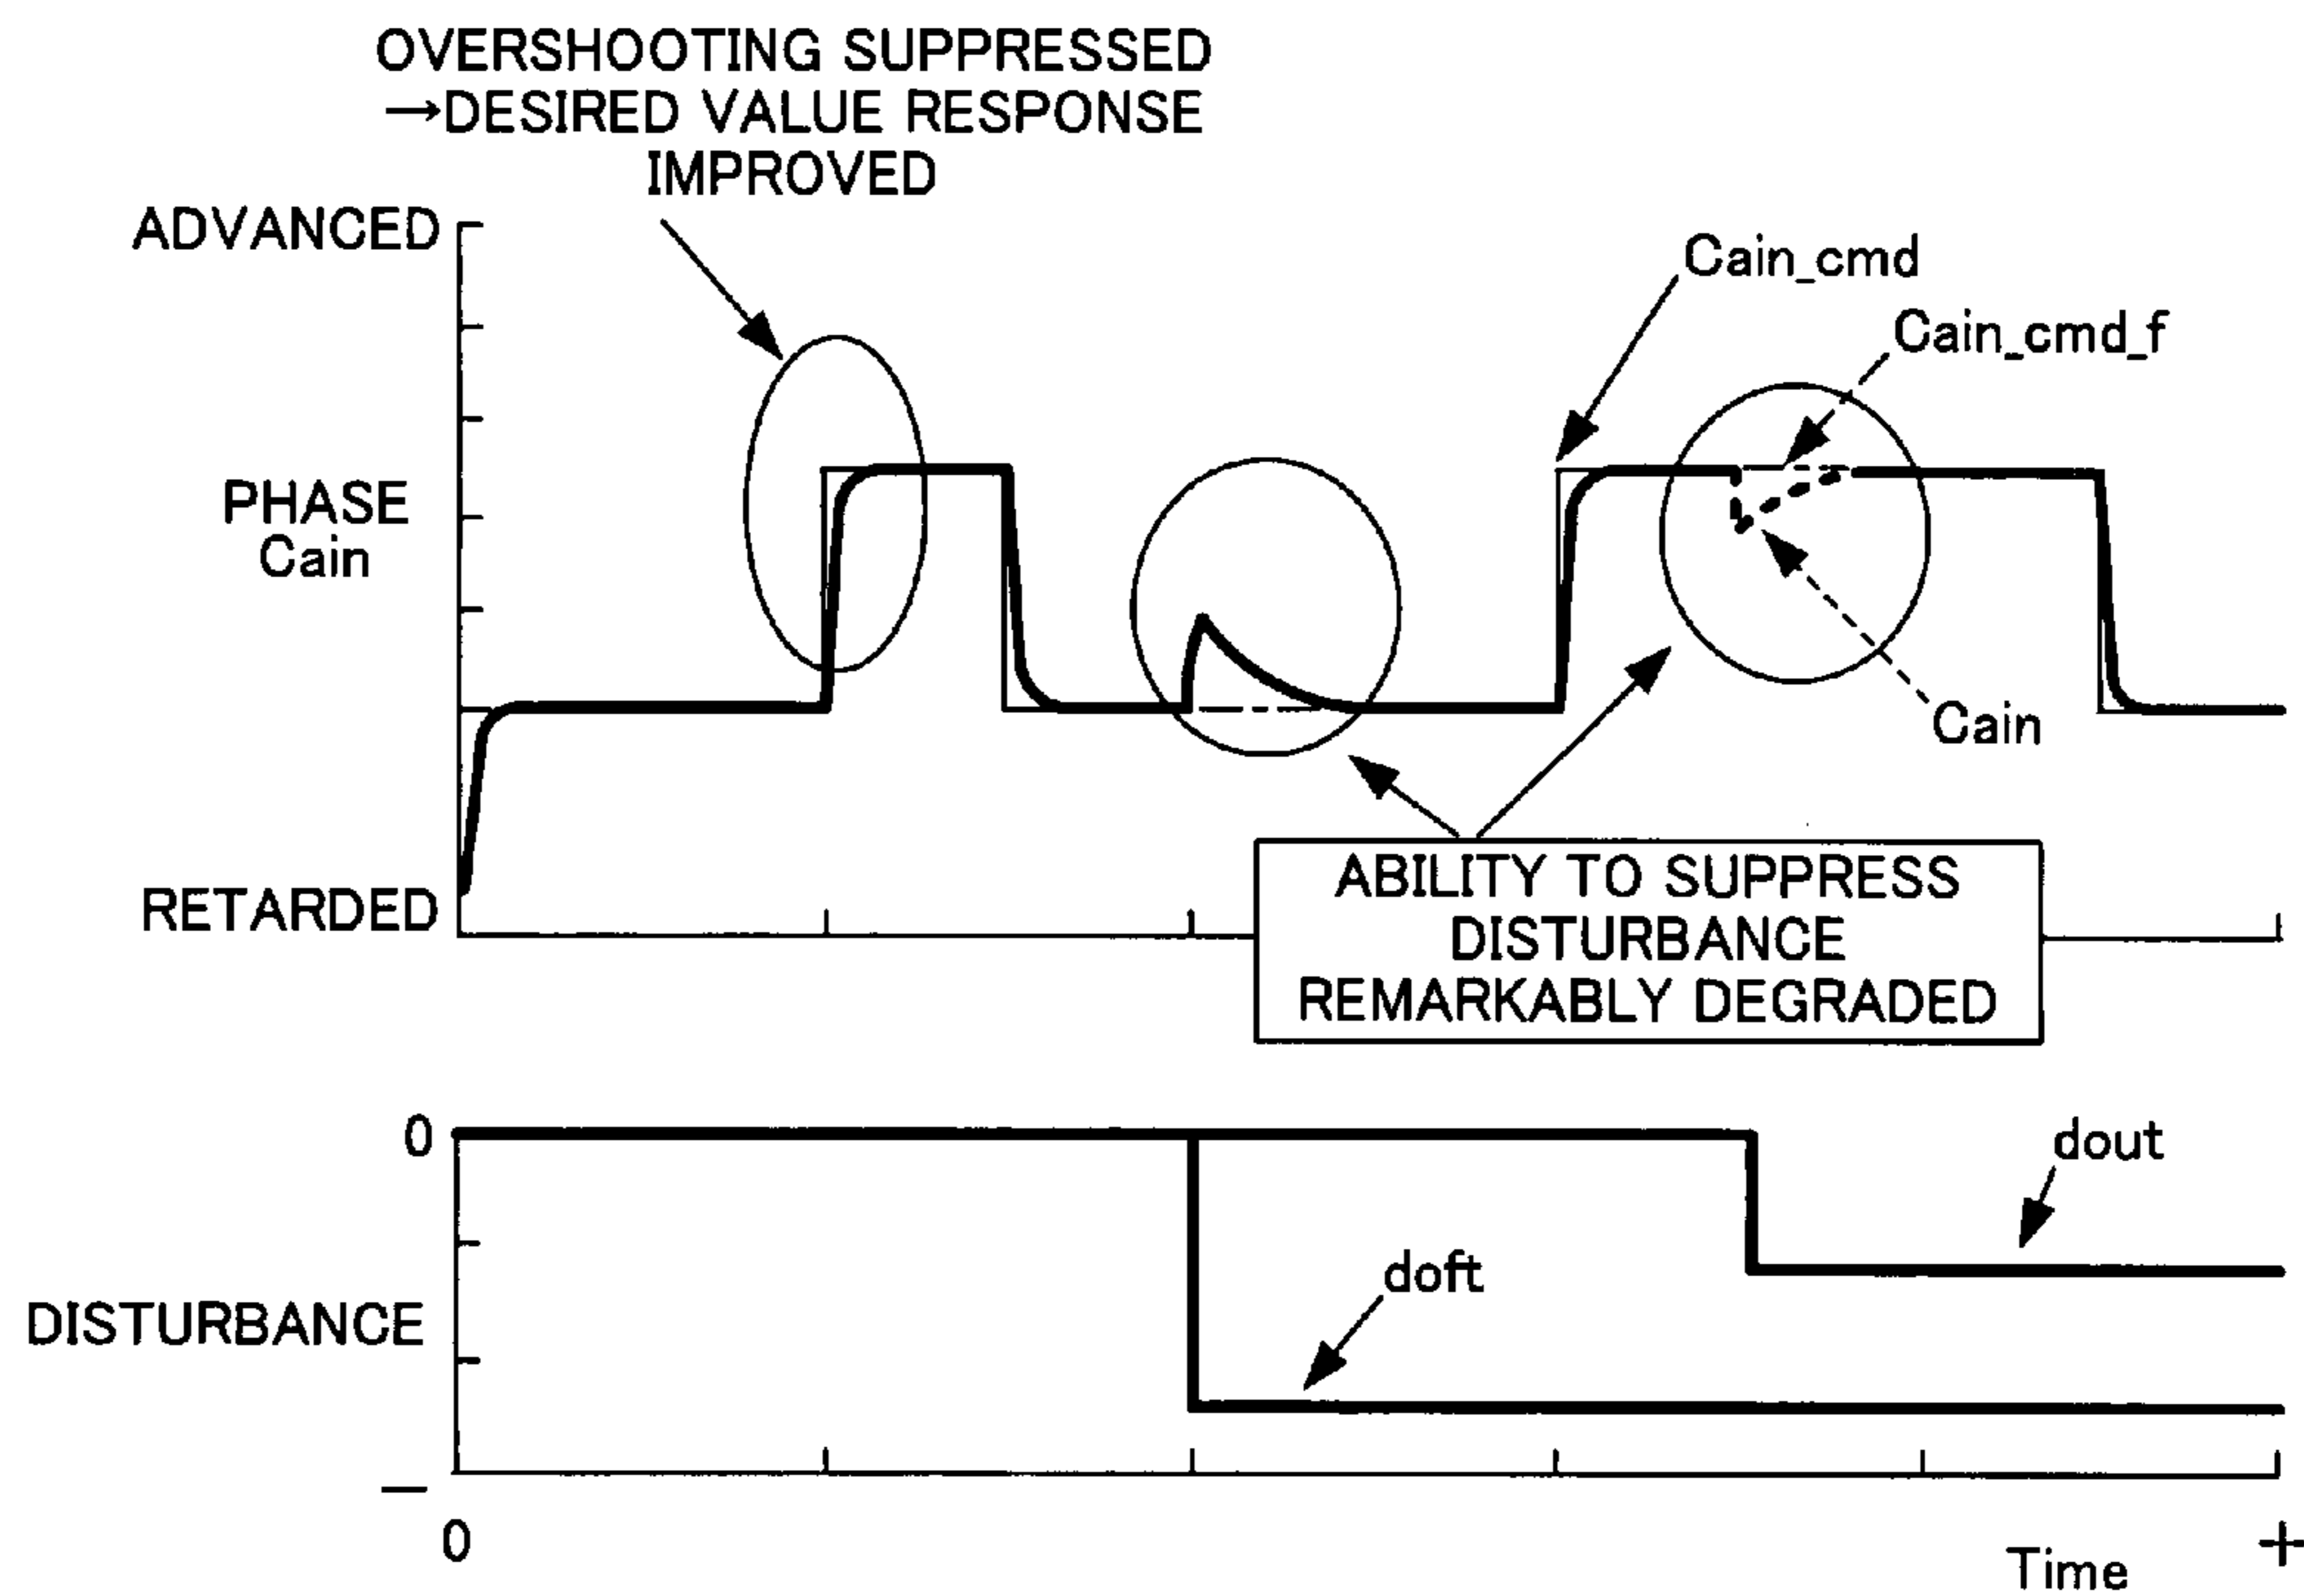 OVERSHOOTING SUPPRESSED
→DESIRED VALUE RESPONSE
IMPROVED
ADVANCED
Cain_cmd
Cain_cmd_f
PHASE
Cain
Cain
RETARDED
ABILITY TO SUPPRESS
DISTURBANCE
REMARKABLY DEGRADED
0
dout
doft
DISTURBANCE
—
0
Time
+